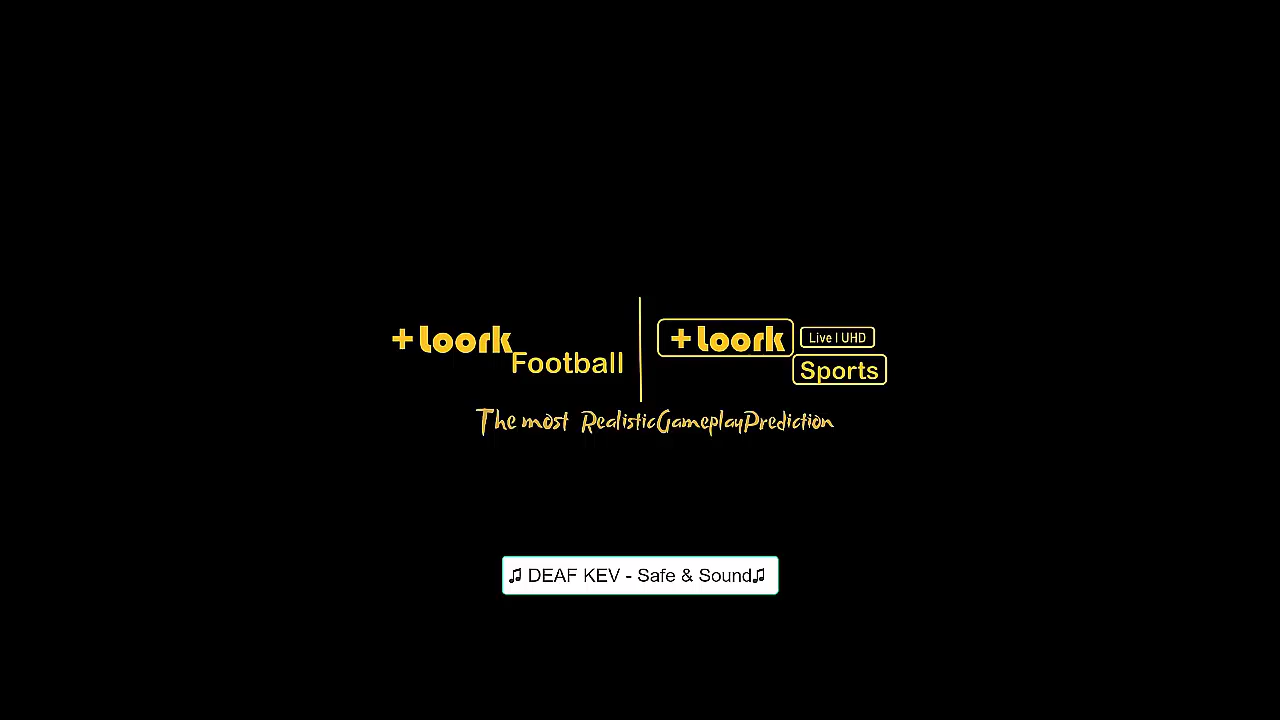 +loork Football
+loork Live | UHD Sports
The most RealisticGameplayPrediction
♫ DEAF KEV - Safe & Sound♫